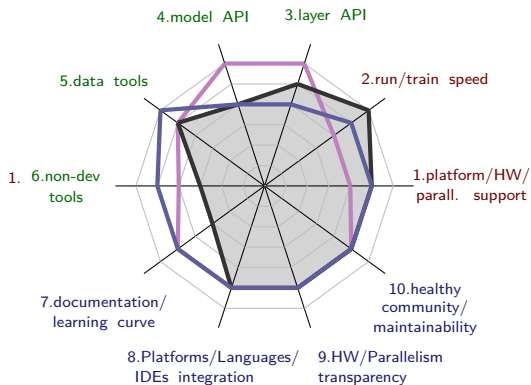 4.model API
3.layer API
5.data tools
2.run/train speed
1.
6.non-dev
tools
1.platform/HW/
parall. support
7.documentation/
learning curve
10.healthy
community/
maintainability
8.Platforms/Languages/
IDEs integration
9.HW/Parallelism
transparency